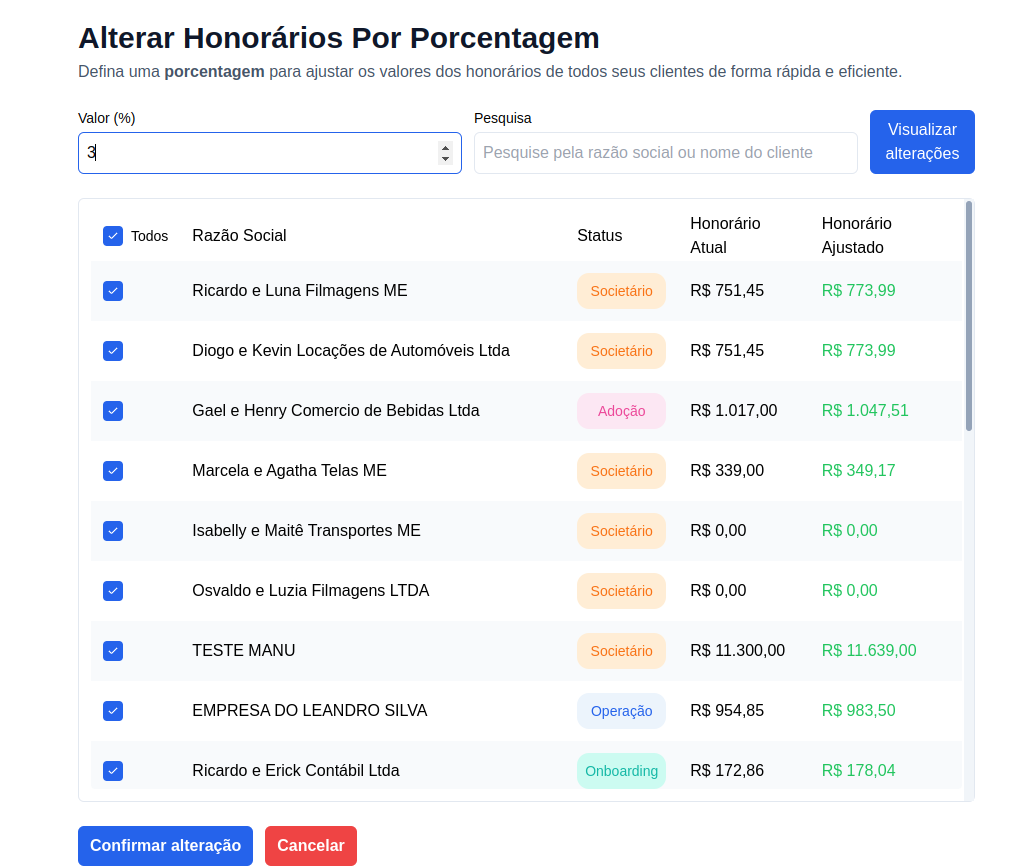 Alterar Honorários Por Porcentagem
Defina uma porcentagem para ajustar os valores dos honorários de todos seus clientes de forma rápida e eficiente.
Valor (%)
Pesquisa
3
Pesquise pela razão social ou nome do cliente
Visualizar
alterações
Todos Razão Social Status Honorário Atual Honorário Ajustado
Ricardo e Luna Filmagens ME Societário R$ 751,45 R$ 773,99
Diogo e Kevin Locações de Automóveis Ltda Societário R$ 751,45 R$ 773,99
Gael e Henry Comercio de Bebidas Ltda Adoção R$ 1.017,00 R$ 1.047,51
Marcela e Agatha Telas ME Societário R$ 339,00 R$ 349,17
Isabelly e Maitê Transportes ME Societário R$ 0,00 R$ 0,00
Osvaldo e Luzia Filmagens LTDA Societário R$ 0,00 R$ 0,00
TESTE MANU Societário R$ 11.300,00 R$ 11.639,00
EMPRESA DO LEANDRO SILVA Operação R$ 954,85 R$ 983,50
Ricardo e Erick Contábil Ltda Onboarding R$ 172,86 R$ 178,04
Confirmar alteração Cancelar